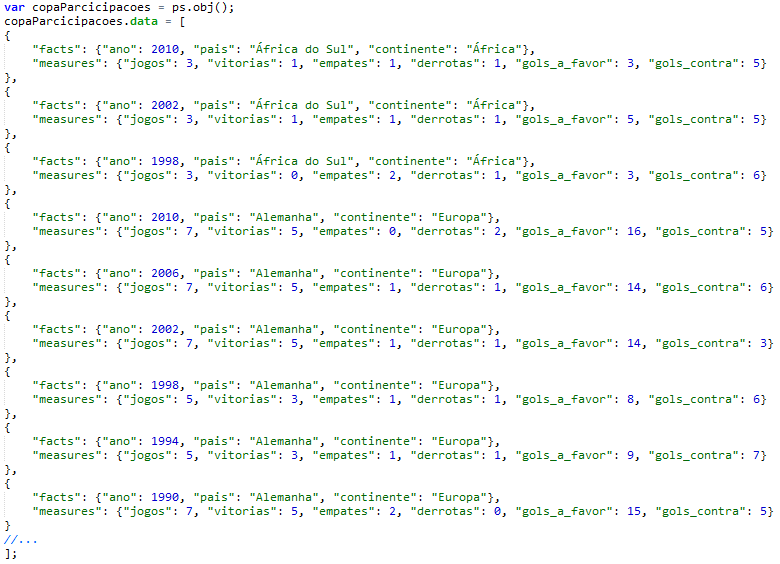 var copaParcicipacoes = ps.obj();
copaParcicipacoes.data = [
{
    "facts": {"ano": 2010, "pais": "África do Sul", "continente": "África"},
    "measures": {"jogos": 3, "vitorias": 1, "empates": 1, "derrotas": 1, "gols_a_favor": 3, "gols_contra": 5}
},
{
    "facts": {"ano": 2002, "pais": "África do Sul", "continente": "África"},
    "measures": {"jogos": 3, "vitorias": 1, "empates": 1, "derrotas": 1, "gols_a_favor": 5, "gols_contra": 5}
},
{
    "facts": {"ano": 1998, "pais": "África do Sul", "continente": "África"},
    "measures": {"jogos": 3, "vitorias": 0, "empates": 2, "derrotas": 1, "gols_a_favor": 3, "gols_contra": 6}
},
{
    "facts": {"ano": 2010, "pais": "Alemanha", "continente": "Europa"},
    "measures": {"jogos": 7, "vitorias": 5, "empates": 0, "derrotas": 2, "gols_a_favor": 16, "gols_contra": 5}
},
{
    "facts": {"ano": 2006, "pais": "Alemanha", "continente": "Europa"},
    "measures": {"jogos": 7, "vitorias": 5, "empates": 1, "derrotas": 1, "gols_a_favor": 14, "gols_contra": 6}
},
{
    "facts": {"ano": 2002, "pais": "Alemanha", "continente": "Europa"},
    "measures": {"jogos": 7, "vitorias": 5, "empates": 1, "derrotas": 1, "gols_a_favor": 14, "gols_contra": 3}
},
{
    "facts": {"ano": 1998, "pais": "Alemanha", "continente": "Europa"},
    "measures": {"jogos": 5, "vitorias": 3, "empates": 1, "derrotas": 1, "gols_a_favor": 8, "gols_contra": 6}
},
{
    "facts": {"ano": 1994, "pais": "Alemanha", "continente": "Europa"},
    "measures": {"jogos": 5, "vitorias": 3, "empates": 1, "derrotas": 1, "gols_a_favor": 9, "gols_contra": 7}
},
{
    "facts": {"ano": 1990, "pais": "Alemanha", "continente": "Europa"},
    "measures": {"jogos": 7, "vitorias": 5, "empates": 2, "derrotas": 0, "gols_a_favor": 15, "gols_contra": 5}
}
//...
];